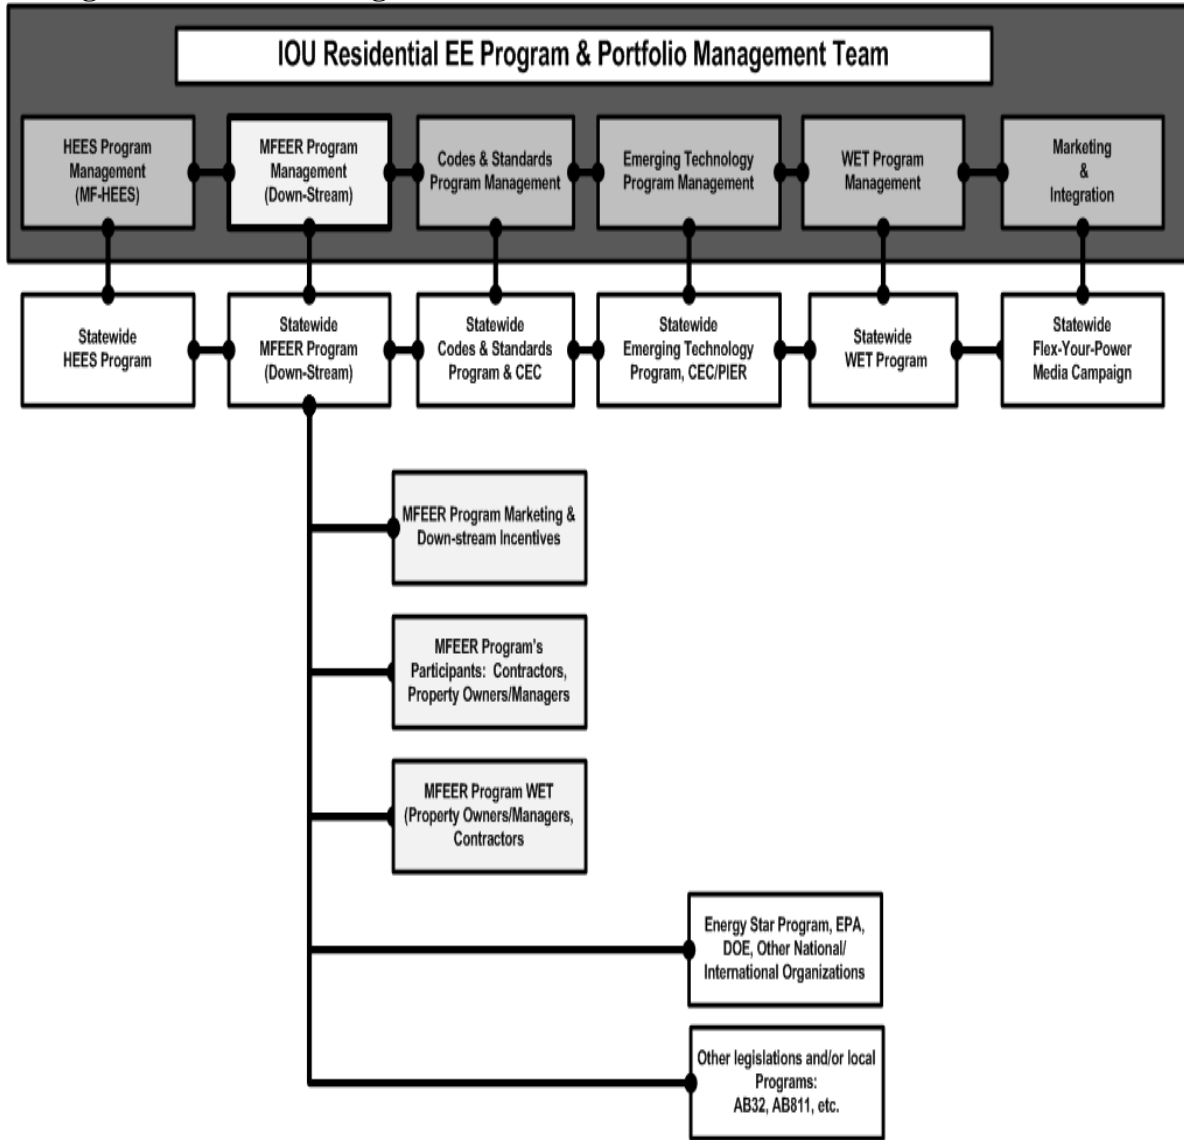 IOU Residential EE Program & Portfolio Management Team
HEES Program
Management
(MF-HEES)
MFEER Program
Management
(Down-Stream)
Codes & Standards
Program Management
Emerging Technology
Program Management
WET Program
Management
Marketing
&
Integration
Statewide
HEES Program
Statewide
MFEER Program
(Down-Stream)
Statewide
Codes & Standards
Program & CEC
Statewide
Emerging Technology
Program, CEC/PIER
Statewide
WET Program
Statewide
Flex-Your-Power
Media Campaign
MFEER Program Marketing &
Down-stream Incentives
MFEER Program's
Participants: Contractors,
Property Owners/Managers
MFEER Program WET
(Property Owners/Managers,
Contractors
Energy Star Program, EPA,
DOE, Other National/
International Organizations
Other legislations and/or local
Programs:
AB32, AB811, etc.